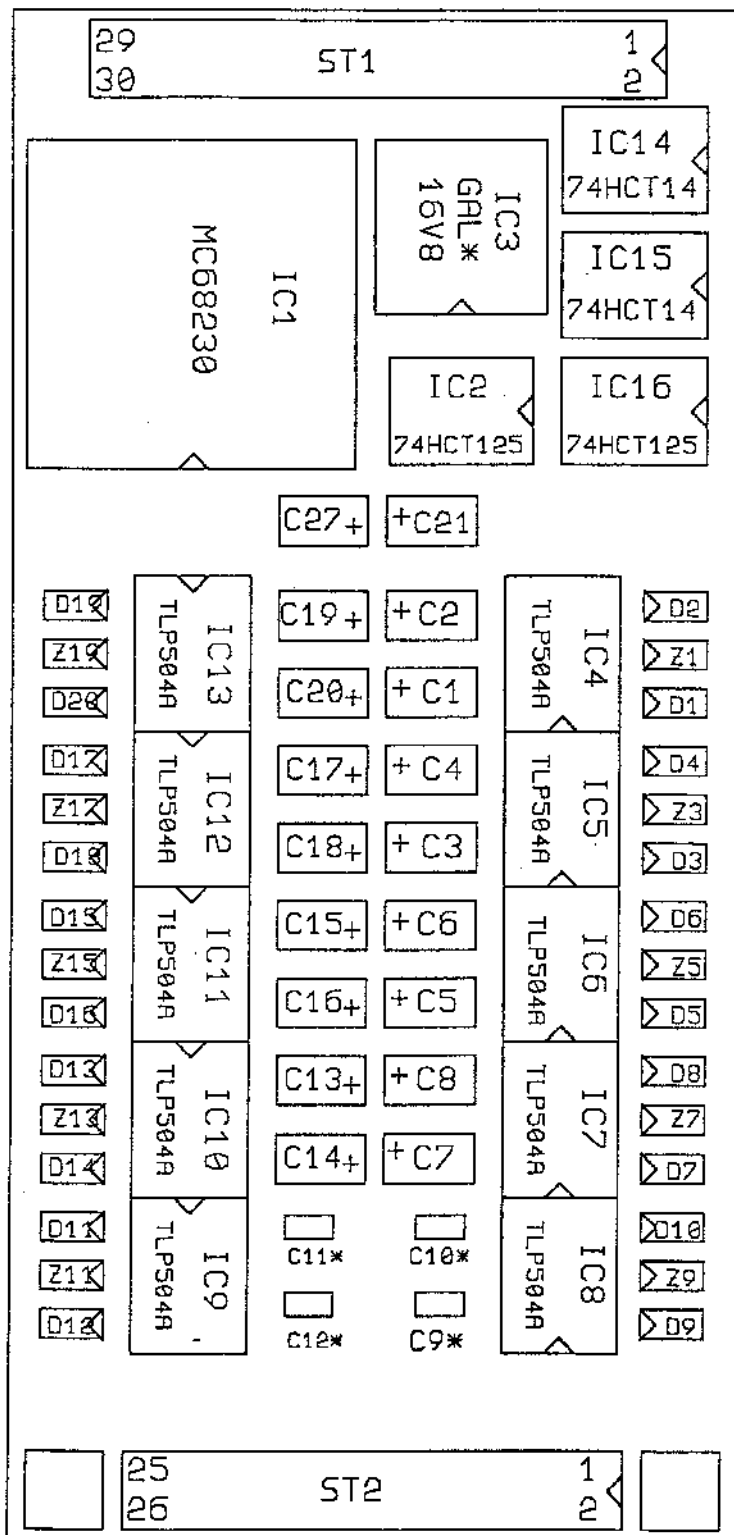 29 ST1 1
30 2
IC14
74HCT14
IC3
GAL*
16V8
IC15
74HCT14
IC1
MC68230
IC2
74HCT125
IC16
74HCT125
C27+ +C21
D19 IC13 C19+ +C2 IC4 D2
Z19 TLP504A TLP504A Z1
D20 C20+ +C1 D1
D17 IC12 C17+ +C4 IC5 D4
Z17 TLP504A TLP504A Z3
D18 C18+ +C3 D3
D15 IC11 C15+ +C6 IC6 D6
Z15 TLP504A TLP504A Z5
D16 C16+ +C5 D5
D13 IC10 C13+ +C8 IC7 D8
Z13 TLP504A TLP504A Z7
D14 C14+ +C7 D7
D11 IC9 C11* C10* IC8 D10
Z11 TLP504A TLP504A Z9
D12 C12* C9* D9
25 ST2 1
26 2